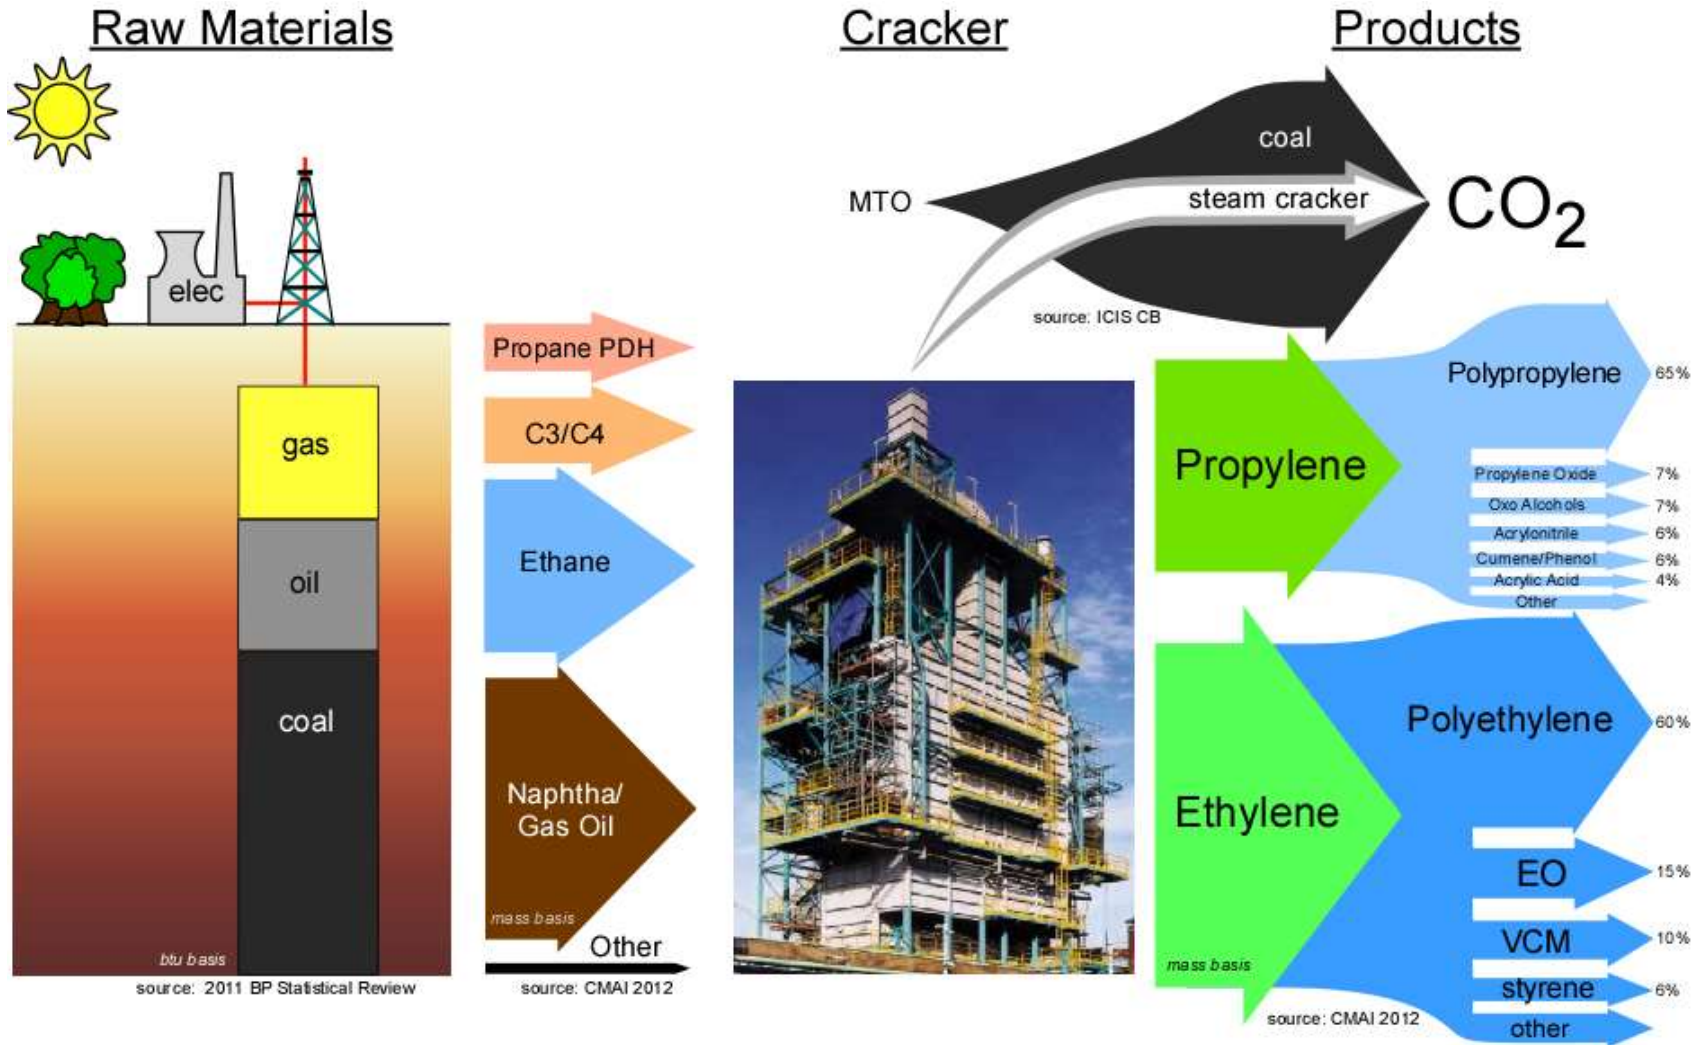 Raw Materials
Cracker
Products
elec
gas
oil
coal
btu basis
source: 2011 BP Statistical Review
Propane PDH
C3/C4
Ethane
Naphtha/
Gas Oil
mass basis
Other
source: CMAI 2012
MTO
coal
steam cracker
CO2
source: ICIS CB
Propylene
Polypropylene 65%
Propylene Oxide 7%
Oxo Alcohols 7%
Acrylonitrile 6%
Cumene/Phenol 6%
Acrylic Acid 4%
Other
Ethylene
mass basis
Polyethylene 60%
EO 15%
VCM 10%
styrene 6%
other
source: CMAI 2012